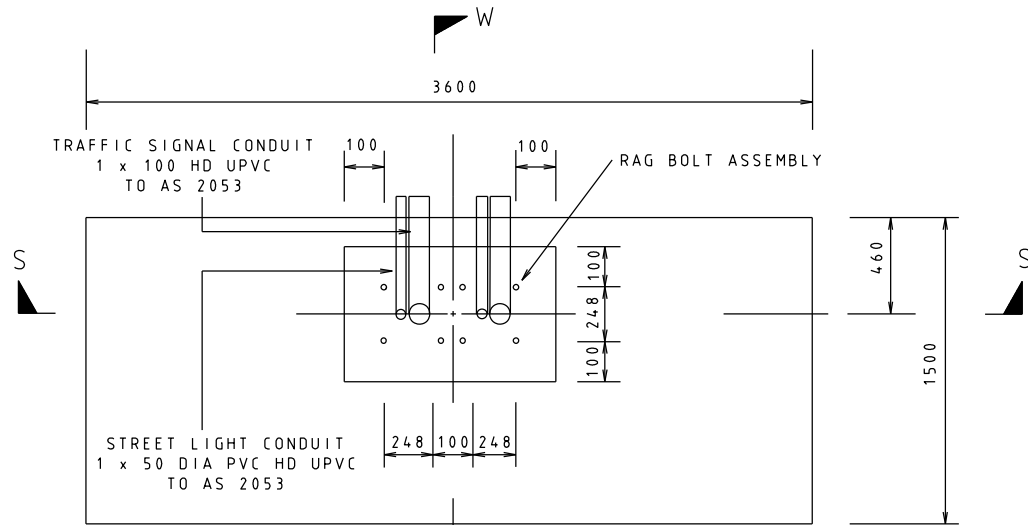 W
3600
TRAFFIC SIGNAL CONDUIT
1 x 100 HD UPVC
TO AS 2053
100
100
RAG BOLT ASSEMBLY
S
S
460
100
248
100
1500
248
100
248
STREET LIGHT CONDUIT
1 x 50 DIA PVC HD UPVC
TO AS 2053